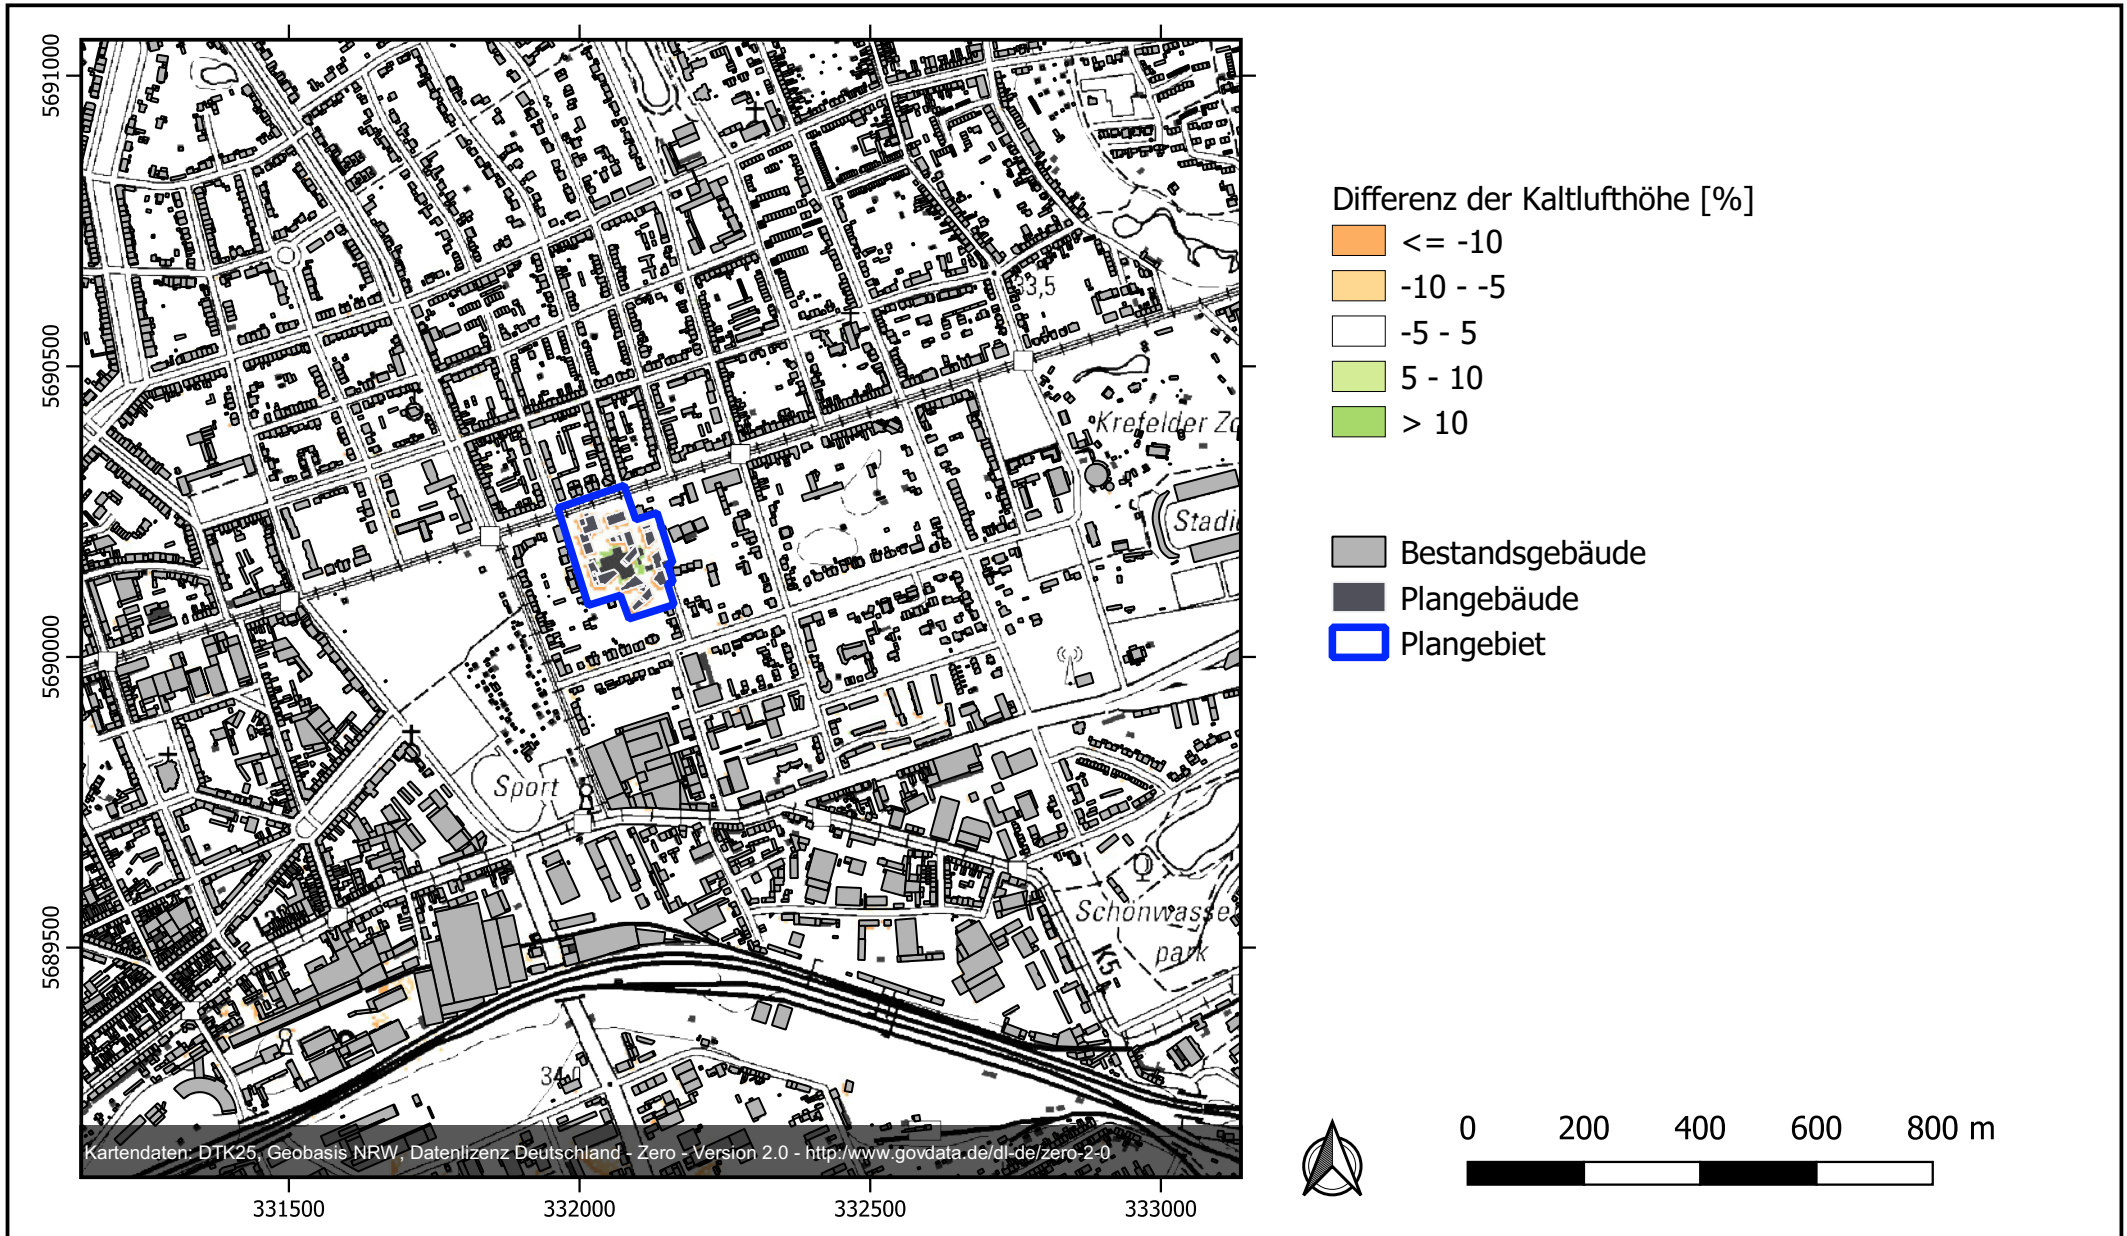 5691000
5690500
5690000
5689500
33,5
Krefelder Zo
Stadi
Sport
Schönwasse
park
K5
34,0
Kartendaten: DTK25, Geobasis NRW, Datenlizenz Deutschland - Zero - Version 2.0 - http:/www.govdata.de/dl-de/zero-2-0
331500
332000
332500
333000
Differenz der Kaltlufthöhe [%]
<= -10
-10 - -5
-5 - 5
5 - 10
> 10
Bestandsgebäude
Plangebäude
Plangebiet
0 200 400 600 800 m